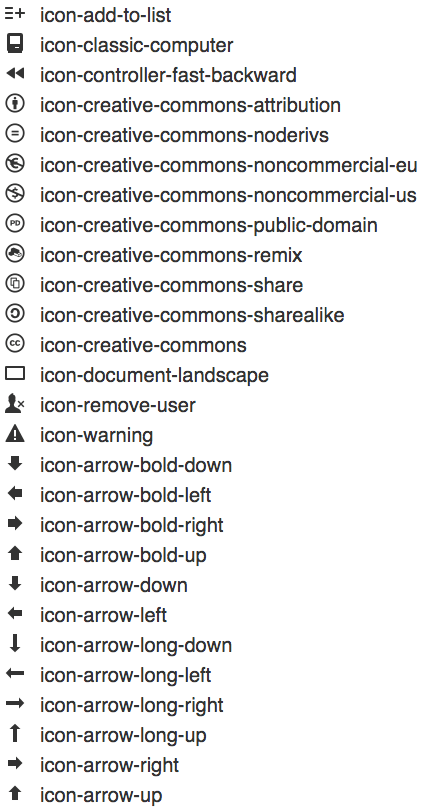 icon-add-to-list
icon-classic-computer
icon-controller-fast-backward
icon-creative-commons-attribution
icon-creative-commons-noderivs
icon-creative-commons-noncommercial-eu
icon-creative-commons-noncommercial-us
PD icon-creative-commons-public-domain
icon-creative-commons-remix
icon-creative-commons-share
icon-creative-commons-sharealike
cc icon-creative-commons
icon-document-landscape
icon-remove-user
icon-warning
icon-arrow-bold-down
icon-arrow-bold-left
icon-arrow-bold-right
icon-arrow-bold-up
icon-arrow-down
icon-arrow-left
icon-arrow-long-down
icon-arrow-long-left
icon-arrow-long-right
icon-arrow-long-up
icon-arrow-right
icon-arrow-up